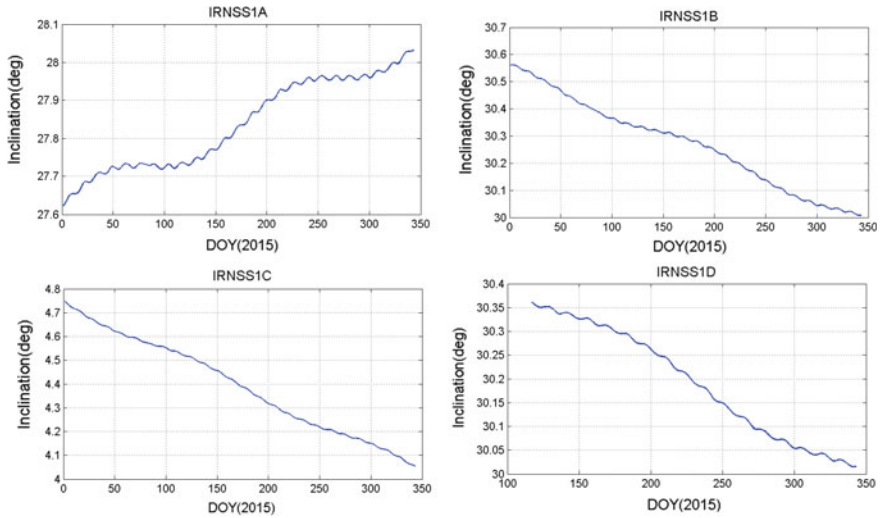 IRNSS1A
Inclination(deg)
28.1
28
27.9
27.8
27.7
27.6
0 50 100 150 200 250 300 350
DOY(2015)
IRNSS1B
Inclination(deg)
30.7
30.6
30.5
30.4
30.3
30.2
30.1
30
0 50 100 150 200 250 300 350
DOY(2015)
IRNSS1C
Inclination(deg)
4.8
4.7
4.6
4.5
4.4
4.3
4.2
4.1
4
0 50 100 150 200 250 300 350
DOY(2015)
IRNSS1D
Inclination(deg)
30.4
30.35
30.3
30.25
30.2
30.15
30.1
30.05
30
100 150 200 250 300 350
DOY(2015)